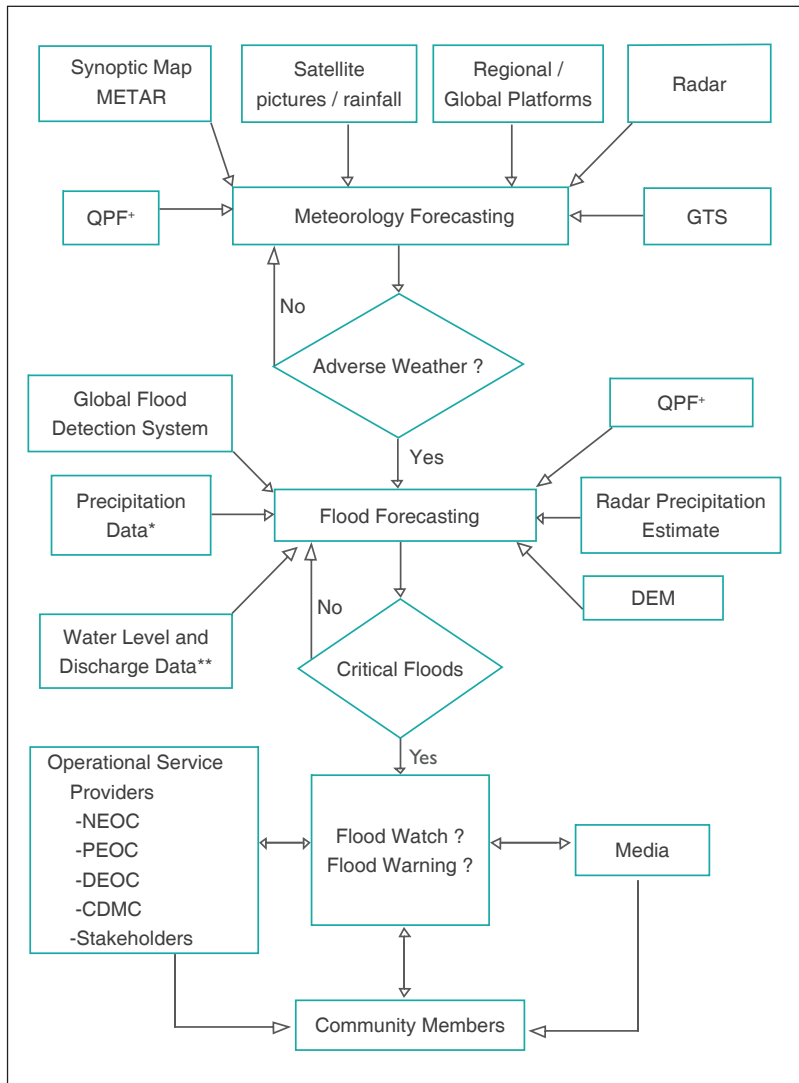 Synoptic Map
METAR
Satellite
pictures / rainfall
Regional /
Global Platforms
Radar
QPF⁺
Meteorology Forecasting
GTS
No
Adverse Weather ?
Global Flood
Detection System
QPF⁺
Yes
Precipitation
Data*
Flood Forecasting
Radar Precipitation
Estimate
No
DEM
Water Level and
Discharge Data**
Critical Floods
Yes
Operational Service
Providers
-NEOC
-PEOC
-DEOC
-CDMC
-Stakeholders
Flood Watch ?
Flood Warning ?
Media
Community Members